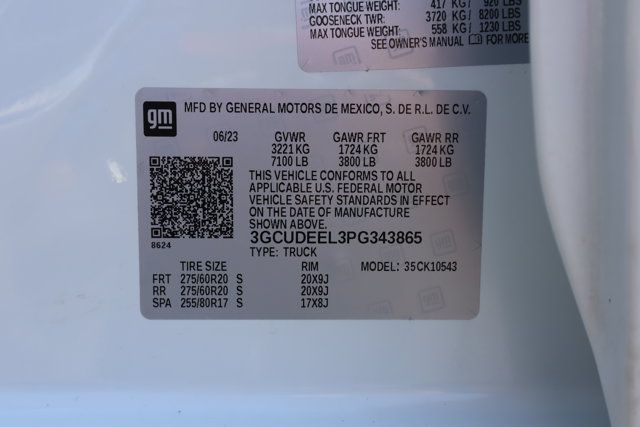 MAX TONGUE WEIGHT: 417 KG / 920 LBS
GOOSENECK TWR: 3720 KG / 8200 LBS
MAX TONGUE WEIGHT: 558 KG / 1230 LBS
SEE OWNER'S MANUAL FOR MORE
gm
MFD BY GENERAL MOTORS DE MEXICO, S. DE R.L. DE C.V.
06/23 GVWR GAWR FRT GAWR RR
3221 KG 1724 KG 1724 KG
7100 LB 3800 LB 3800 LB
THIS VEHICLE CONFORMS TO ALL
APPLICABLE U.S. FEDERAL MOTOR
VEHICLE SAFETY STANDARDS IN EFFECT
ON THE DATE OF MANUFACTURE
SHOWN ABOVE.
8624
3GCUDEEL3PG343865
TYPE: TRUCK
TIRE SIZE RIM MODEL: 35CK10543
FRT 275/60R20 S 20X9J
RR 275/60R20 S 20X9J
SPA 255/80R17 S 17X8J